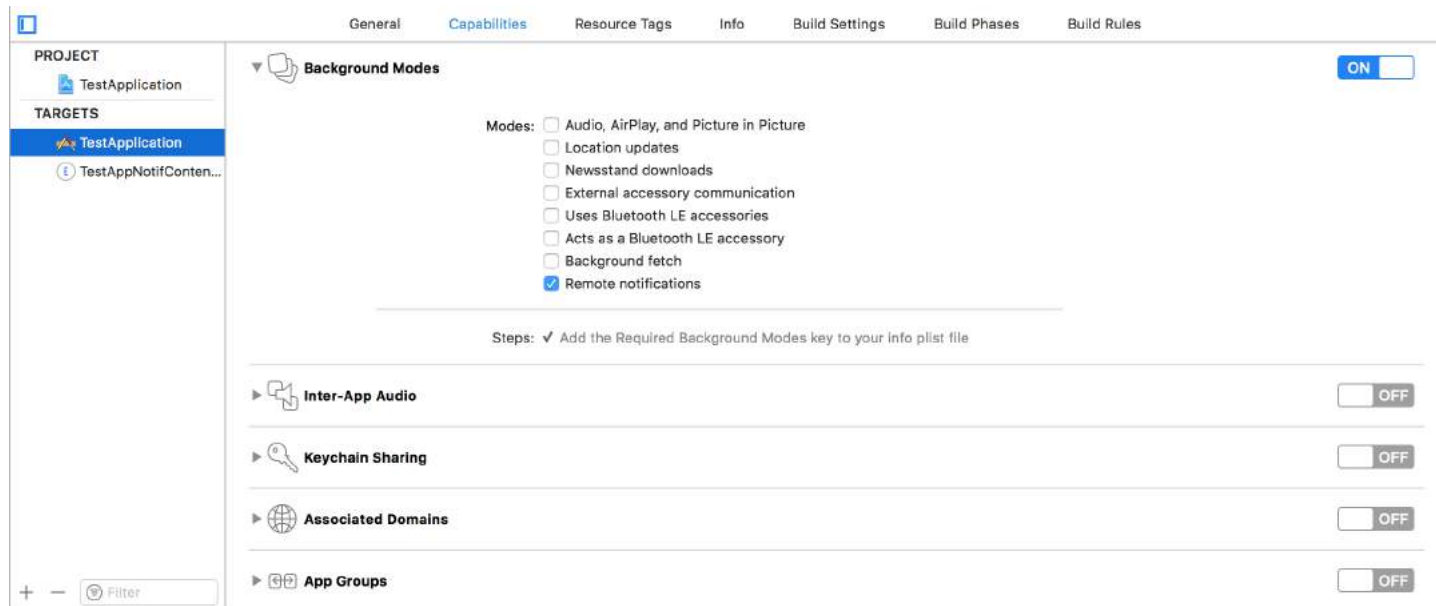 General Capabilities Resource Tags Info Build Settings Build Phases Build Rules
PROJECT
TestApplication
TARGETS
TestApplication
TestAppNotifConten...
Filter
Background Modes ON
Modes: Audio, AirPlay, and Picture in Picture
Location updates
Newsstand downloads
External accessory communication
Uses Bluetooth LE accessories
Acts as a Bluetooth LE accessory
Background fetch
Remote notifications
Steps: ✓ Add the Required Background Modes key to your info plist file
Inter-App Audio OFF
Keychain Sharing OFF
Associated Domains OFF
App Groups OFF